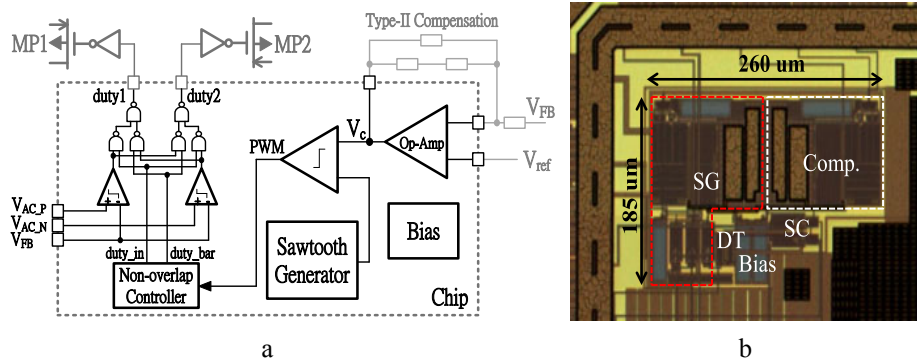 Type-II Compensation
MP1
MP2
duty1
duty2
V_FB
V_c
PWM
Op-Amp
V_ref
V_AC_P
V_AC_N
V_FB
duty_in
duty_bar
Bias
Sawtooth
Generator
Non-overlap
Controller
Chip
a
260 um
185 um
SG
Comp.
DT
SC
Bias
b